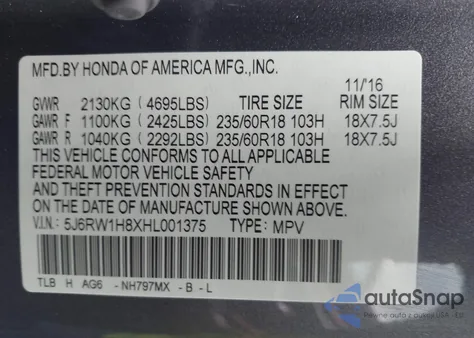 MFD.BY HONDA OF AMERICA MFG.,INC.
11/16
GVWR 2130KG (4695LBS) TIRE SIZE RIM SIZE
GAWR F 1100KG (2425LBS) 235/60R18 103H 18X7.5J
GAWR R 1040KG (2292LBS) 235/60R18 103H 18X7.5J
THIS VEHICLE CONFORMS TO ALL APPLICABLE
FEDERAL MOTOR VEHICLE SAFETY
AND THEFT PREVENTION STANDARDS IN EFFECT
ON THE DATE OF MANUFACTURE SHOWN ABOVE.
V.I.N.: 5J6RW1H8XHL001375 TYPE: MPV
TLB H AG6 -NH797MX -B-L
autoSnap